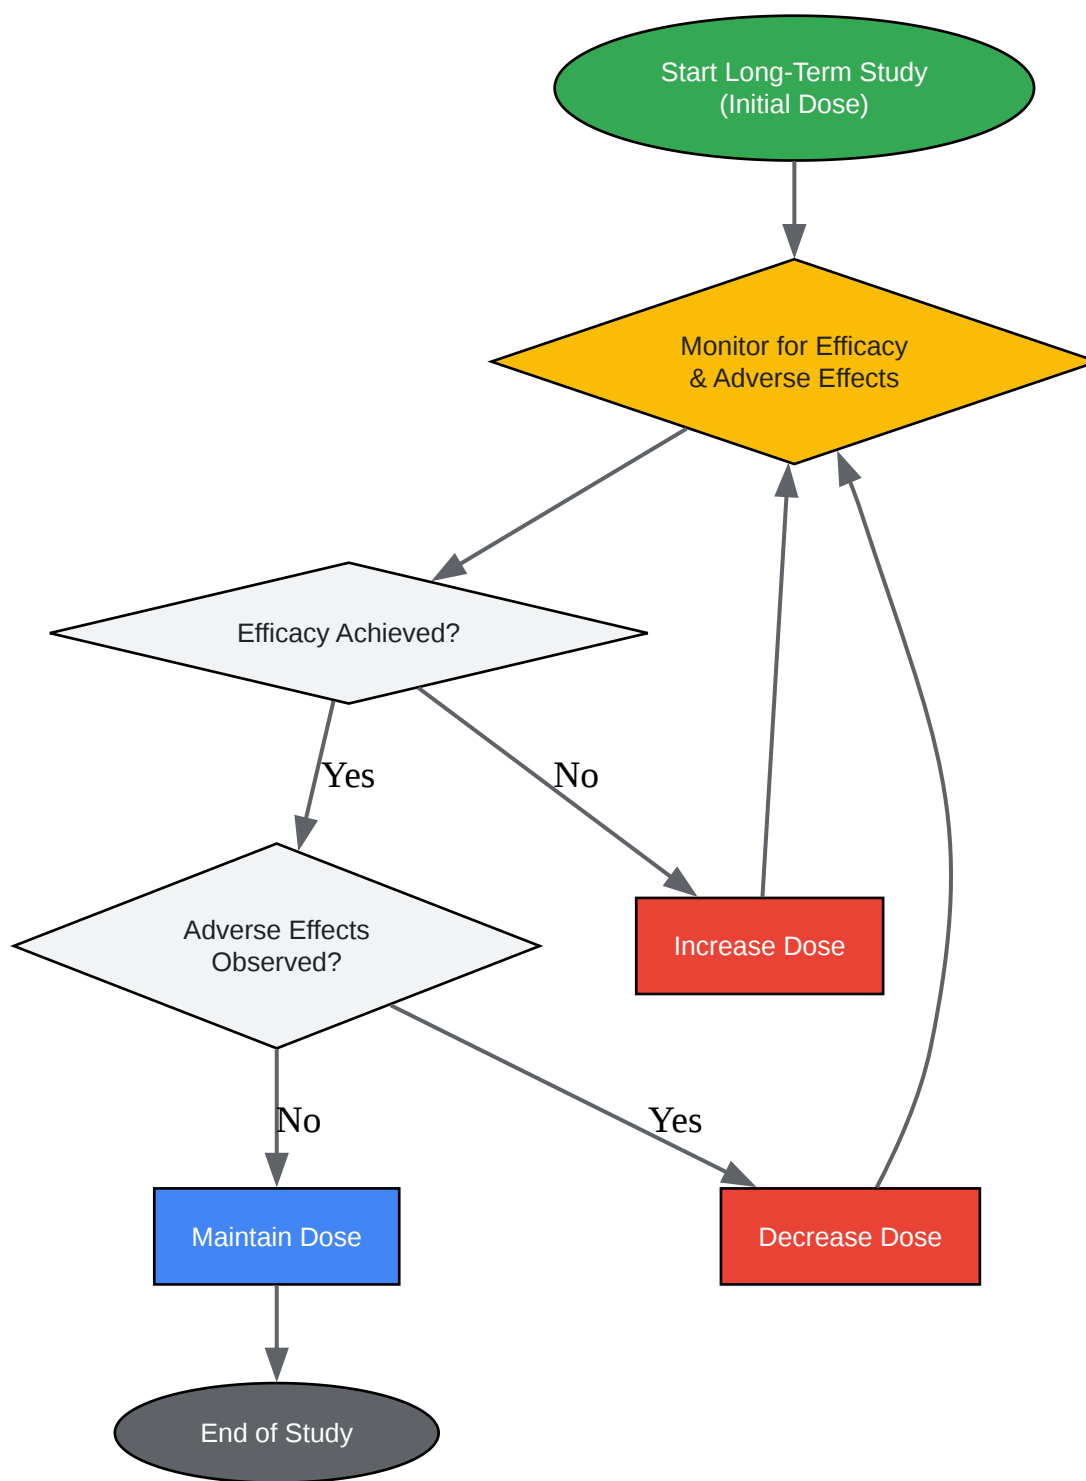 Start Long-Term Study
(Initial Dose)
Monitor for Efficacy
& Adverse Effects
Efficacy Achieved?
Yes
No
Adverse Effects
Observed?
Increase Dose
No
Yes
Maintain Dose
Decrease Dose
End of Study